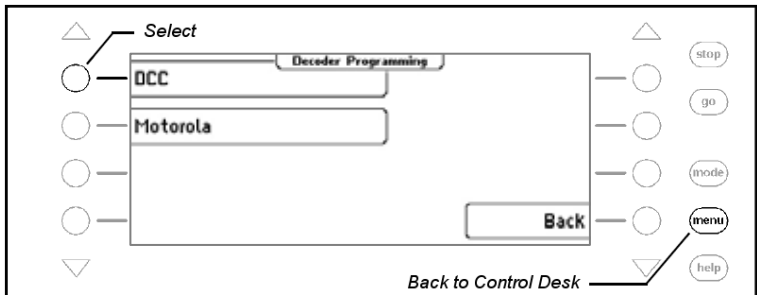 Select
stop
Decoder Programming
DCC
go
Motorola
mode
Back
menu
help
Back to Control Desk